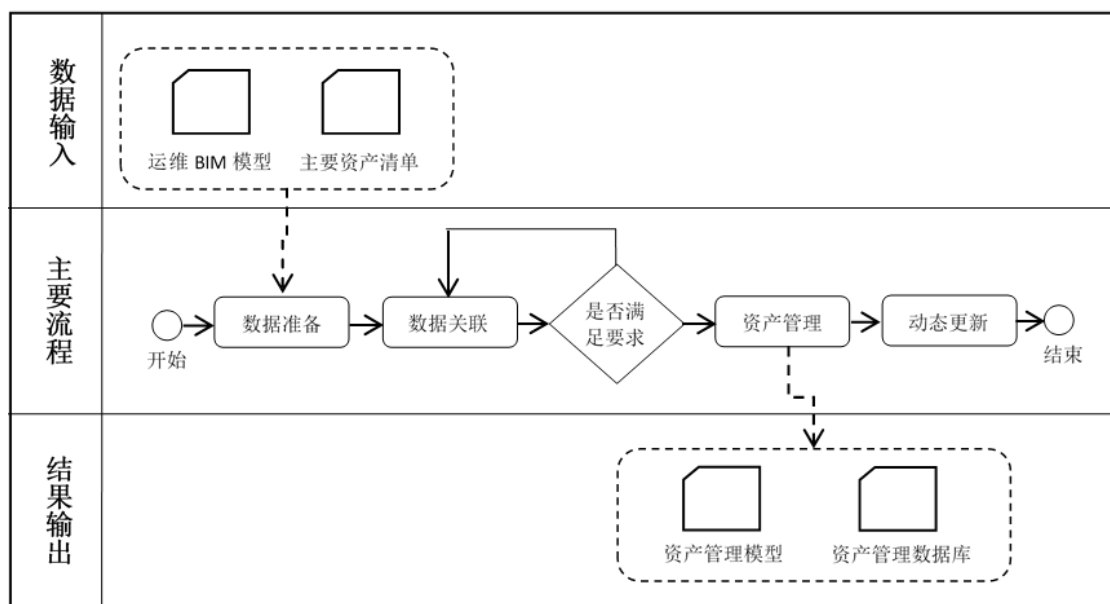 数据输入
运维 BIM 模型
主要资产清单
主要流程
开始
数据准备
数据关联
是否满
足要求
资产管理
动态更新
结束
结果输出
资产管理模型
资产管理数据库